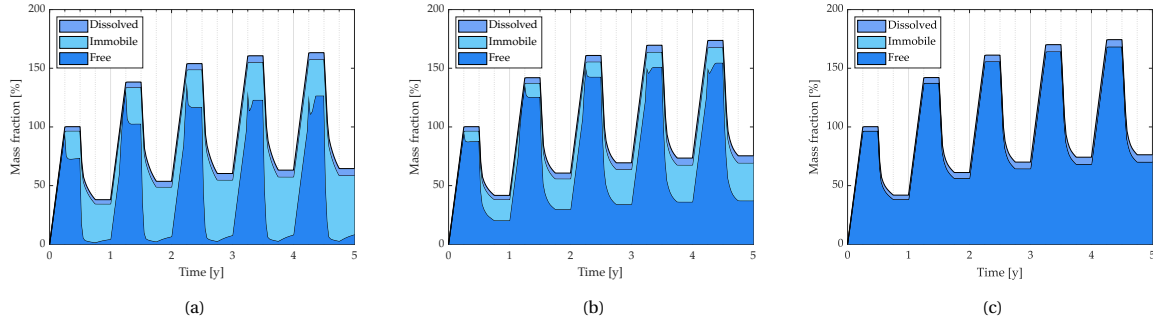 200
150
100
50
0
Mass fraction [%]
Dissolved
Immobile
Free
0 1 2 3 4 5
Time [y]
(a)
200
150
100
50
0
Mass fraction [%]
Dissolved
Immobile
Free
0 1 2 3 4 5
Time [y]
(b)
200
150
100
50
0
Mass fraction [%]
Dissolved
Free
0 1 2 3 4 5
Time [y]
(c)